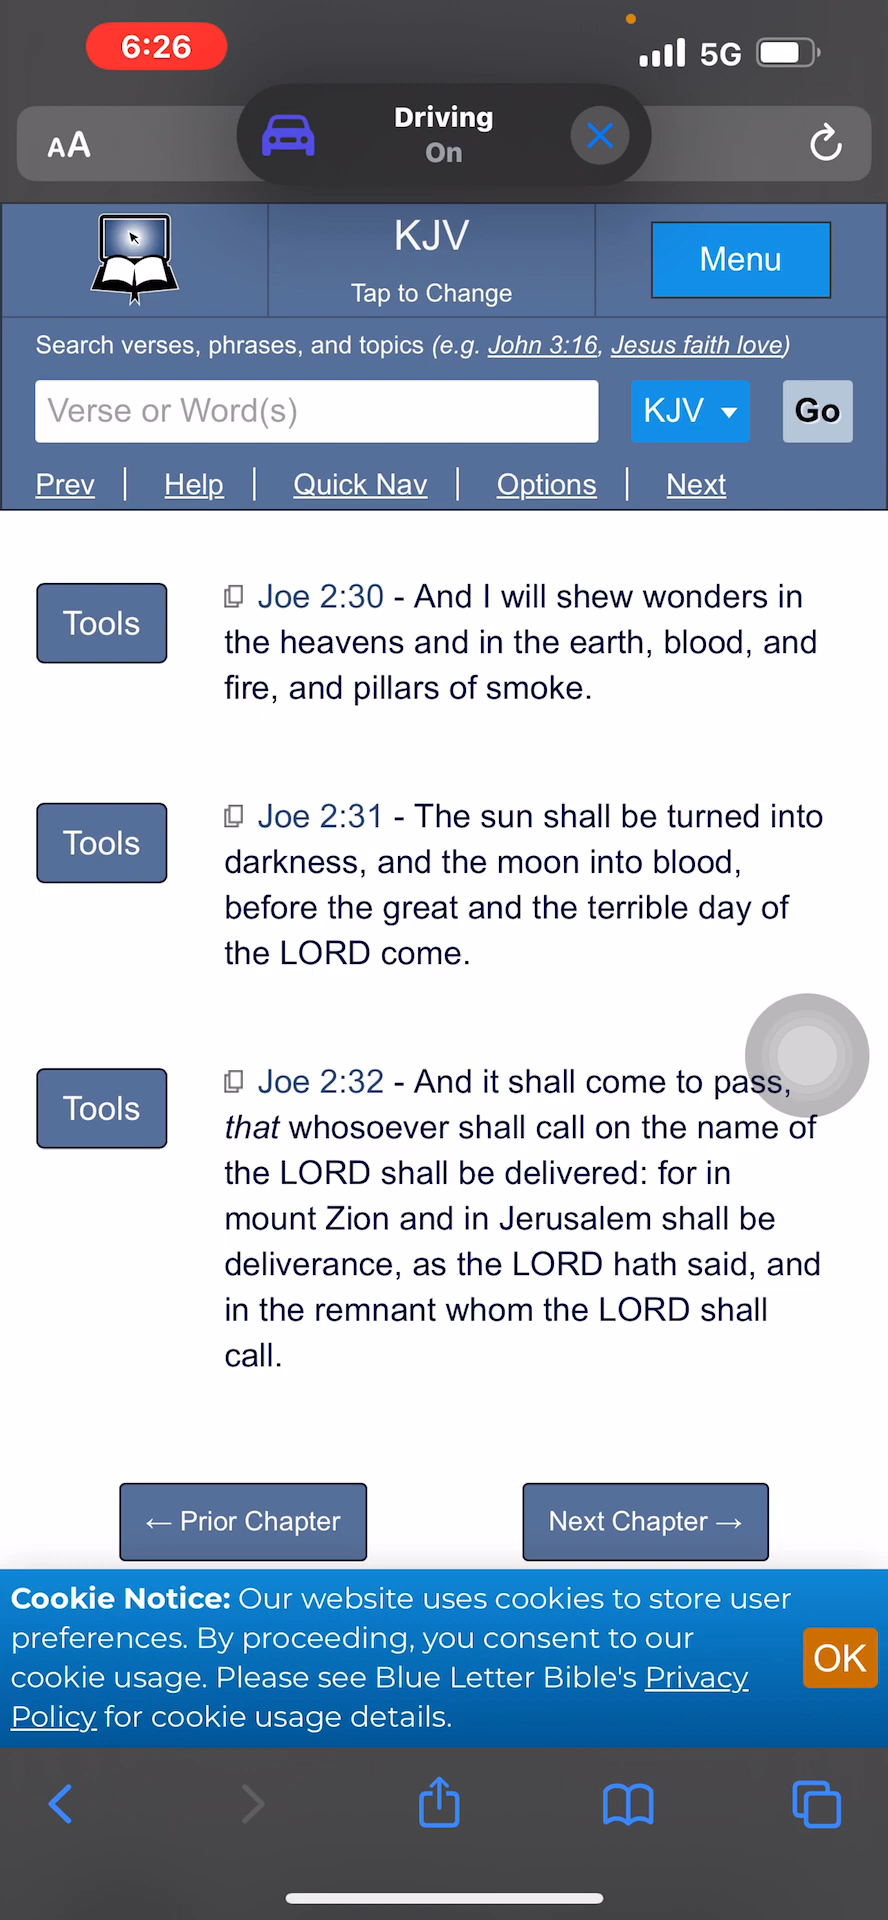 6:26
5G
Driving
On
AA
KJV
Tap to Change
Menu
Search verses, phrases, and topics (e.g. John 3:16, Jesus faith love)
Verse or Word(s)
KJV
Go
Prev | Help | Quick Nav | Options | Next
Tools
Joe 2:30 - And I will shew wonders in
the heavens and in the earth, blood, and
fire, and pillars of smoke.
Tools
Joe 2:31 - The sun shall be turned into
darkness, and the moon into blood,
before the great and the terrible day of
the LORD come.
Tools
Joe 2:32 - And it shall come to pass,
that whosoever shall call on the name of
the LORD shall be delivered: for in
mount Zion and in Jerusalem shall be
deliverance, as the LORD hath said, and
in the remnant whom the LORD shall
call.
← Prior Chapter
Next Chapter →
Cookie Notice: Our website uses cookies to store user
preferences. By proceeding, you consent to our
cookie usage. Please see Blue Letter Bible's Privacy
Policy for cookie usage details.
OK